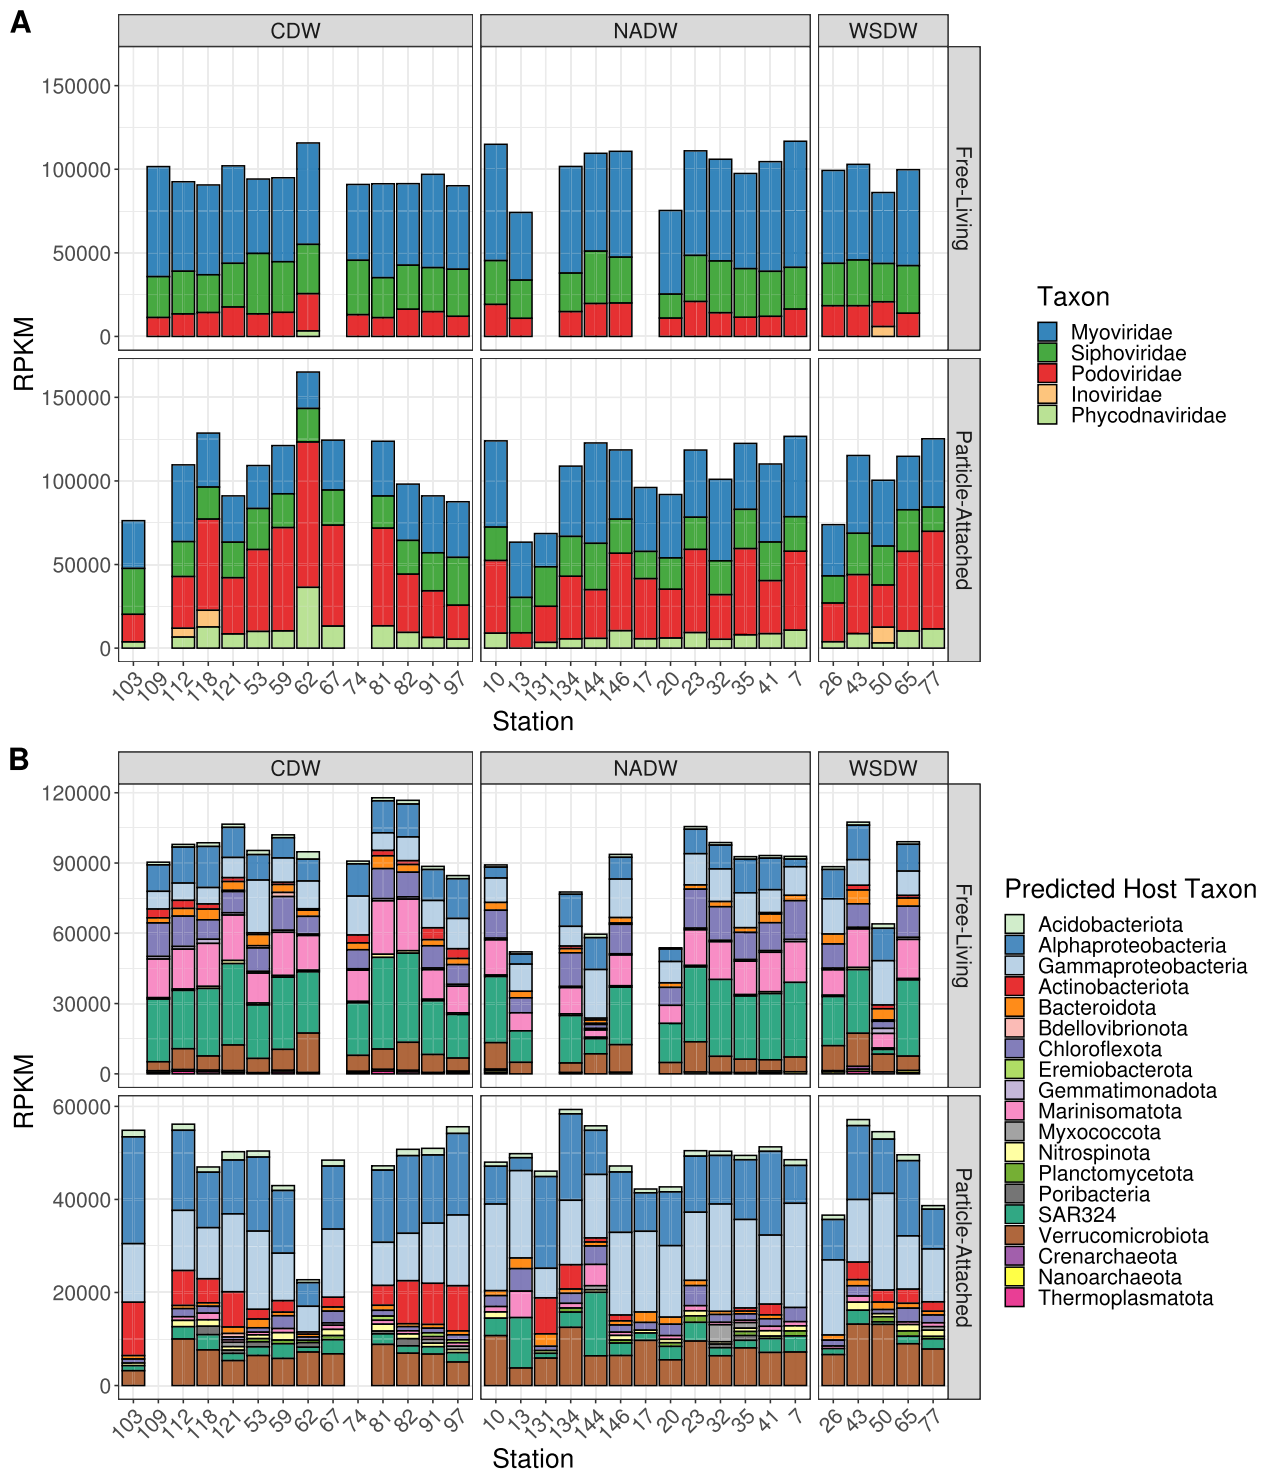 A
CDW
NADW
WSDW
150000
100000
50000
0
Free-Living
150000
100000
50000
0
Particle-Attached
RPKM
103 109 112 118 121 53 59 62 67 74 81 82 91 97
10 13 131 134 144 146 17 20 23 32 35 41 7
26 43 50 65 77
Station
Taxon
Myoviridae
Siphoviridae
Podoviridae
Inoviridae
Phycodnaviridae
B
CDW
NADW
WSDW
120000
90000
60000
30000
0
Free-Living
60000
40000
20000
0
Particle-Attached
RPKM
103 109 112 118 121 53 59 62 67 74 81 82 91 97
10 13 131 134 144 146 17 20 23 32 35 41 7
26 43 50 65 77
Station
Predicted Host Taxon
Acidobacteriota
Alphaproteobacteria
Gammaproteobacteria
Actinobacteriota
Bacteroidota
Bdellovibrionota
Chloroflexota
Eremiobacterota
Gemmatimonadota
Marinisomatota
Myxococcota
Nitrospinota
Planctomycetota
Poribacteria
SAR324
Verrucomicrobiota
Crenarchaeota
Nanoarchaeota
Thermoplasmatota